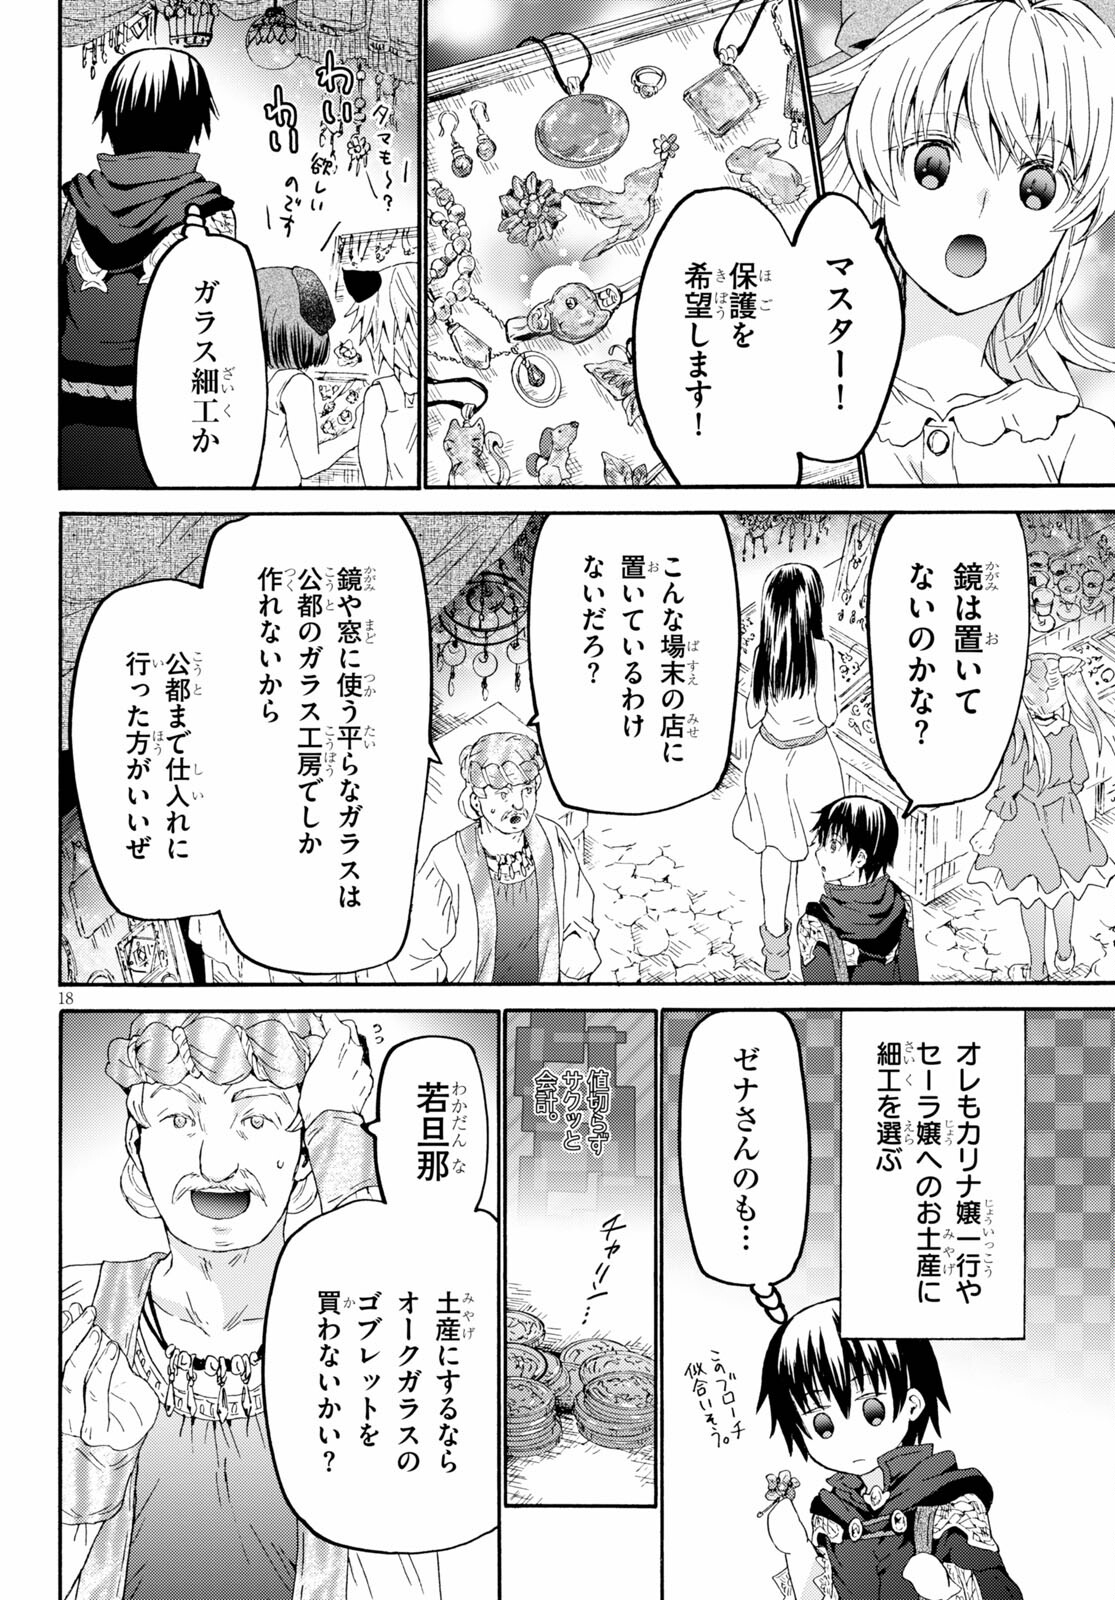 マスター！
保護を
希望します！
わい
わい
タマも〜？
欲しい
のです
ガラス細工か
鏡は置いて
ないのかな？
こんな場末の店に
置いているわけ
ないだろ？
鏡や窓に使う平らなガラスは
公都のガラス工房でしか
作れないから
公都まで仕入れに
行った方がいいぜ
18
オレもカリナ嬢一行や
セーラ嬢へのお土産に
細工を選ぶ
ゼナさんのも…
このブローチ
似合いそう。
値切らず
サクッと
会計。
チャリン…
若旦那
土産にするなら
オークガラスの
ゴブレットを
買わないかい？